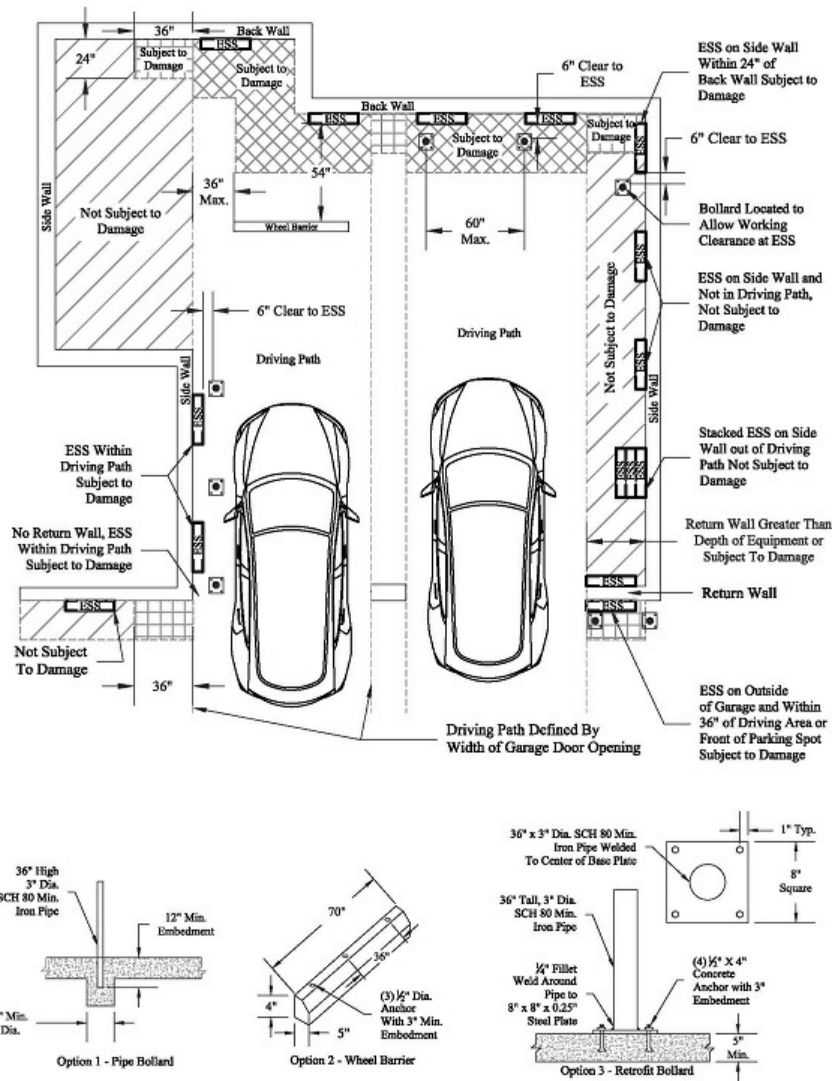 36"
Back Wall
ESS
24"
Subject to
Damage
Subject to
Damage
6" Clear to
ESS
ESS on Side Wall
Within 24" of
Back Wall Subject to
Damage
Back Wall
ESS
ESS
ESS
Subject to
Damage
Subject to
Damage
ESS
6" Clear to ESS
54"
36"
Max.
Side Wall
Not Subject to
Damage
Wheel Barrier
60"
Max.
Bollard Located to
Allow Working
Clearance at ESS
ESS
ESS on Side Wall and
Not in Driving Path,
Not Subject to
Damage
Not Subject to Damage
6" Clear to ESS
Driving Path
Driving Path
ESS
Side Wall
Side Wall
ESS
ESS Within
Driving Path
Subject to
Damage
Stacked ESS on Side
Wall out of Driving
Path Not Subject to
Damage
ESS
ESS
ESS
No Return Wall, ESS
Within Driving Path
Subject to Damage
ESS
Return Wall Greater Than
Depth of Equipment or
Subject To Damage
ESS
Return Wall
ESS
ESS
Not Subject
To Damage
36"
ESS on Outside
of Garage and Within
36" of Driving Area or
Front of Parking Spot
Subject to Damage
Driving Path Defined By
Width of Garage Door Opening
36" High
3" Dia.
SCH 80 Min.
Iron Pipe
12" Min.
Embedment
" Min.
Dia.
Option 1 - Pipe Bollard
70"
36"
4"
5"
(3) ½" Dia.
Anchor
With 3" Min.
Embedment
Option 2 - Wheel Barrier
36" x 3" Dia. SCH 80 Min.
Iron Pipe Welded
To Center of Base Plate
1" Typ.
8"
Square
36" Tall, 3" Dia.
SCH 80 Min.
Iron Pipe
¼" Fillet
Weld Around
Pipe to
8" x 8" x 0.25"
Steel Plate
(4) ½" X 4"
Concrete
Anchor with 3"
Embedment
5"
Min.
Option 3 - Retrofit Bollard